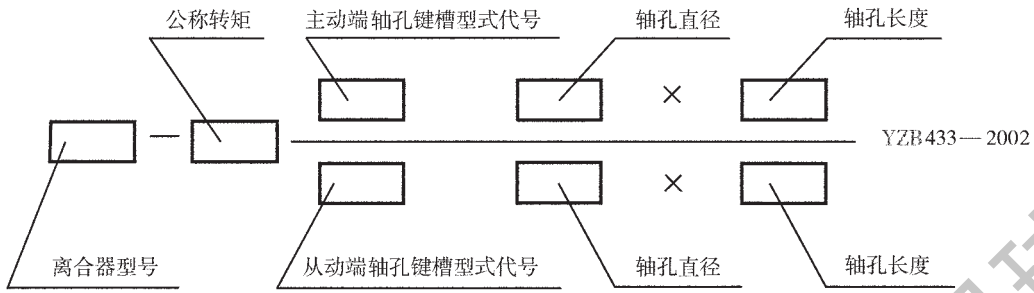 公称转矩 主动端轴孔键槽型式代号 轴孔直径 轴孔长度
× 
— YZB433—2002
×
离合器型号 从动端轴孔键槽型式代号 轴孔直径 轴孔长度